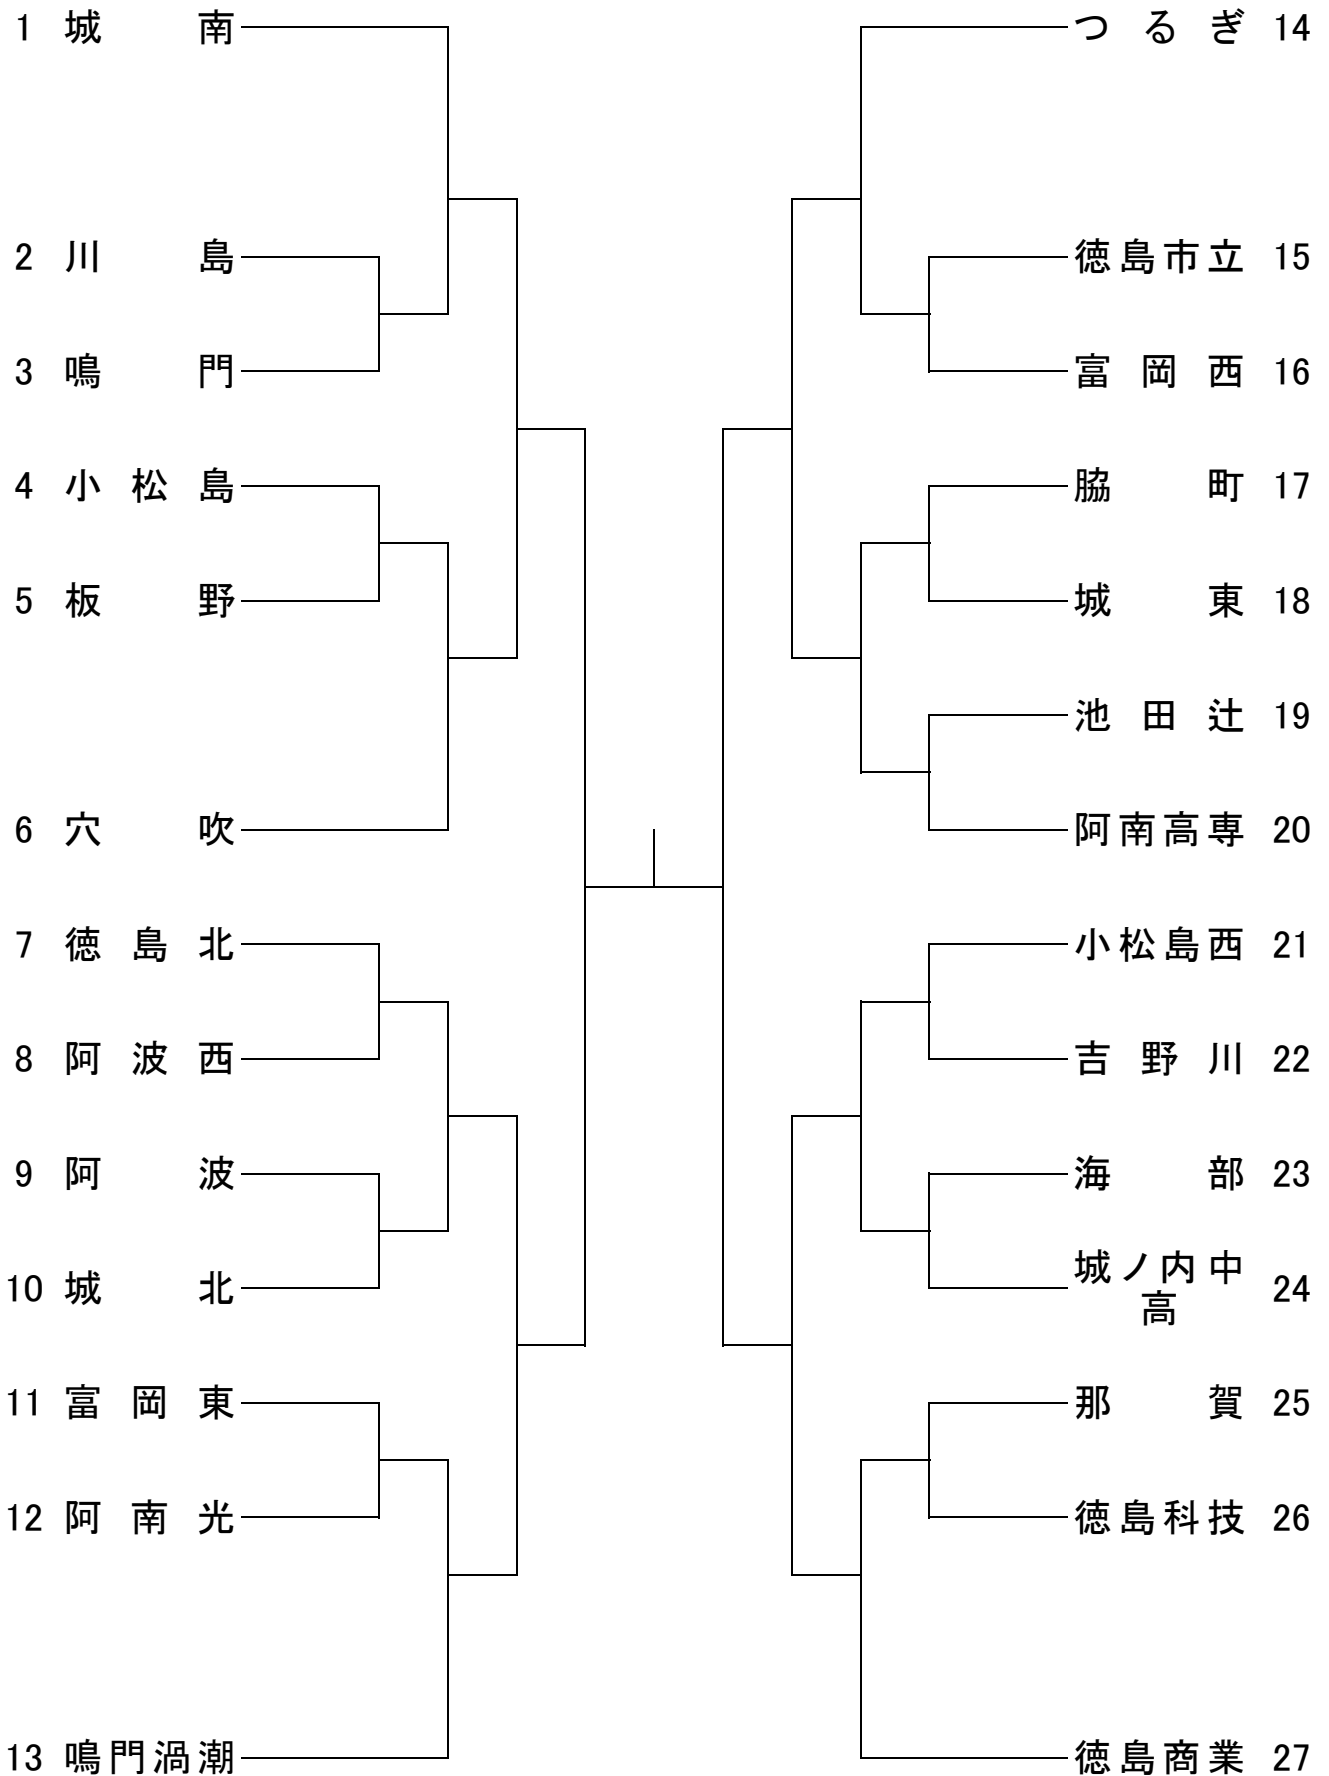 1 城南
2 川島
3 鳴門
4 小松島
5 板野
6 穴吹
7 徳島北
8 阿波西
9 阿波
10 城北
11 富岡東
12 阿南光
13 鳴門渦潮
つるぎ 14
徳島市立 15
富岡西 16
脇町 17
城東 18
池田辻 19
阿南高専 20
小松島西 21
吉野川 22
海部 23
城ノ内中
高 24
那賀 25
徳島科技 26
徳島商業 27